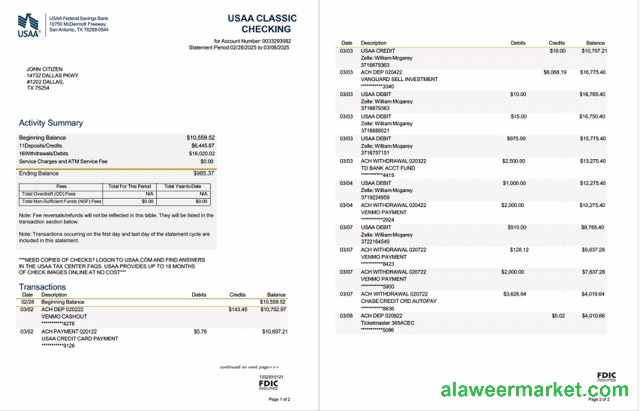 USAA Federal Savings Bank
10750 McDermott Freeway
San Antonio, TX 78288-0544
USAA®
USAA CLASSIC
CHECKING
for Account Number: 0033293982
Statement Period 02/28/2025 to 03/08/2025
JOHN CITIZEN
14732 DALLAS PKWY
#1202 DALLAS,
TX 75254
Activity Summary
Beginning Balance $10,559.52
11Deposits/Credits $6,445.87
16Withdrawals/Debits $16,020.02
Service Charges and ATM Service Fee $0.00
Ending Balance $985.37
Fees Total For This Period Total Year-to-Date
Total Overdraft (OD) Fees N/A N/A
Total Non-Sufficient Funds (NSF) Fees $0.00 $0.00
Note: Fee reversals/refunds will not be reflected in this table. They will be listed in the
transaction section below.
Note: Transactions occurring on the first and last day of the statement cycle are
included in this statement.
***NEED COPIES OF CHECKS? LOGON TO USAA.COM AND FIND ANSWERS
IN THE USAA TAX CENTER FAQS. USAA PROVIDES UP TO 18 MONTHS
OF CHECK IMAGES ONLINE AT NO COST***
Transactions
Date Description Debits Credits Balance
02/28 Beginning Balance $10,559.52
03/02 ACH DEP 020222 $143.45 $10,702.97
VENMO CASHOUT
***********4278
03/02 ACH PAYMENT 020122 $5.76 $10,697.21
USAA CREDIT CARD PAYMENT
***********9126
continued on next page>>>
FDIC
Page 1 of 2
Date Description Debits Credits Balance
03/03 USAA CREDIT $10.00 $10,707.21
Zelle: William Mcgarey
3716875363
03/03 ACH DEP 020422 $6,068.19 $16,775.40
VANGUARD SELL INVESTMENT
***********3340
03/03 USAA DEBIT $10.00 $16,765.40
Zelle: William Mcgarey
03/03 USAA DEBIT $15.00 $16,750.40
Zelle: William Mcgarey
03/03 USAA DEBIT $975.00 $15,775.40
Zelle: William Mcgarey
3716757151
03/03 ACH WITHDRAWAL 020322 $2,500.00 $13,275.40
TD BANK ACCT FUND
***********4415
03/04 USAA DEBIT $1,000.00 $12,275.40
Zelle: William Mcgarey
3719234959
03/04 ACH WITHDRAWAL 020422 $2,000.00 $10,275.40
VENMO PAYMENT
***********2924
03/07 USAA DEBIT $510.00 $9,765.40
William Mcgarey
3722164549
03/07 ACH WITHDRAWAL 020722 $128.12 $9,637.28
VENMO PAYMENT
***********8423
03/07 ACH WITHDRAWAL 020722 $2,000.00 $7,637.28
VENMO PAYMENT
***********5900
03/07 ACH WITHDRAWAL 020722 $3,626.64 $4,010.64
CHASE CREDIT CRD AUTOPAY
***********8636
03/08 ACH DEP 020822 $0.02 $4,010.66
Ticketmaster 365ACEC
***********5086
FDIC
Page 2 of 2
alaweermarket.com